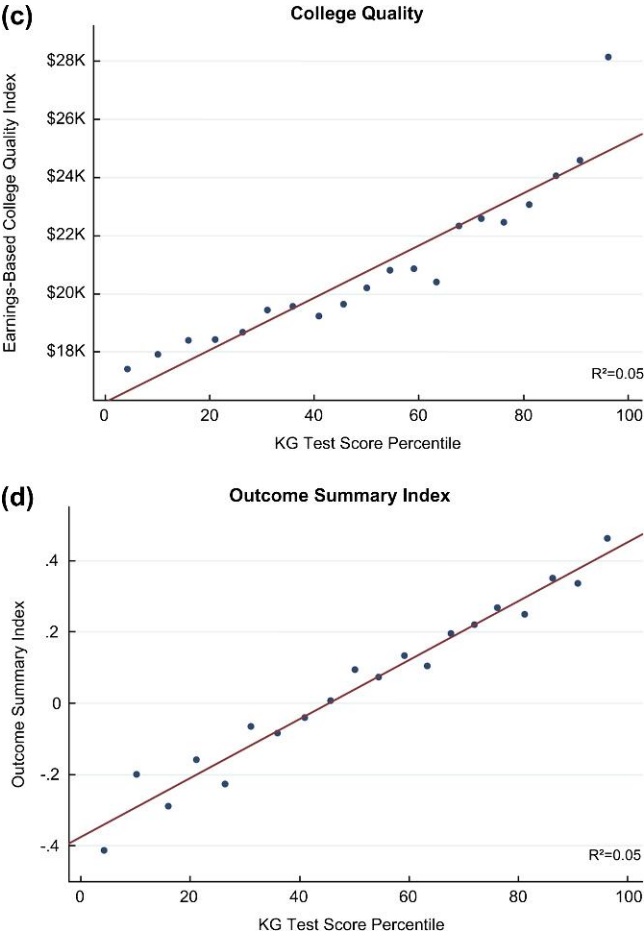 (c)
College Quality
Earnings-Based College Quality Index
$28K
$26K
$24K
$22K
$20K
$18K
R²=0.05
0 20 40 60 80 100
KG Test Score Percentile
(d)
Outcome Summary Index
Outcome Summary Index
.4
.2
0
-.2
-.4
R²=0.05
0 20 40 60 80 100
KG Test Score Percentile